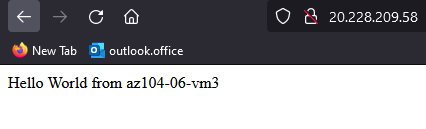 20.228.209.58
New Tab outlook.office
Hello World from az104-06-vm3